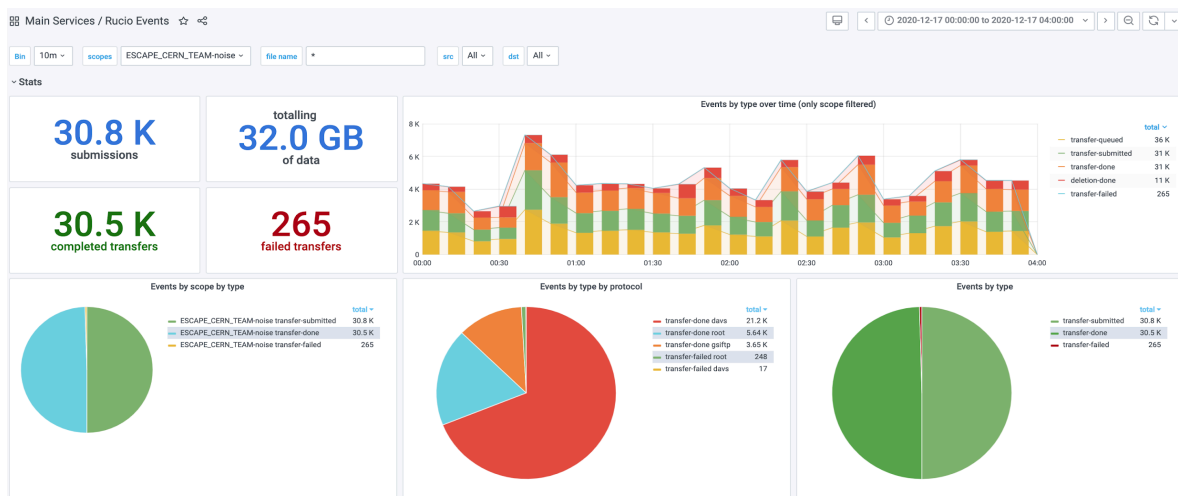 Main Services / Rucio Events
2020-12-17 00:00:00 to 2020-12-17 04:00:00
Bin 10m scopes ESCAPE_CERN_TEAM-noise file name * src All dst All
Stats
30.8 K
submissions
totalling
32.0 GB
of data
30.5 K
completed transfers
265
failed transfers
Events by type over time (only scope filtered)
8 K
6 K
4 K
2 K
0
00:00 00:30 01:00 01:30 02:00 02:30 03:00 03:30 04:00
total
transfer-queued 36 K
transfer-submitted 31 K
transfer-done 31 K
deletion-done 11 K
transfer-failed 265
Events by scope by type
total
ESCAPE_CERN_TEAM-noise transfer-submitted 30.8 K
ESCAPE_CERN_TEAM-noise transfer-done 30.5 K
ESCAPE_CERN_TEAM-noise transfer-failed 265
Events by type by protocol
total
transfer-done davs 21.2 K
transfer-done root 5.64 K
transfer-done gsiftp 3.65 K
transfer-failed root 248
transfer-failed davs 17
Events by type
total
transfer-submitted 30.8 K
transfer-done 30.5 K
transfer-failed 265